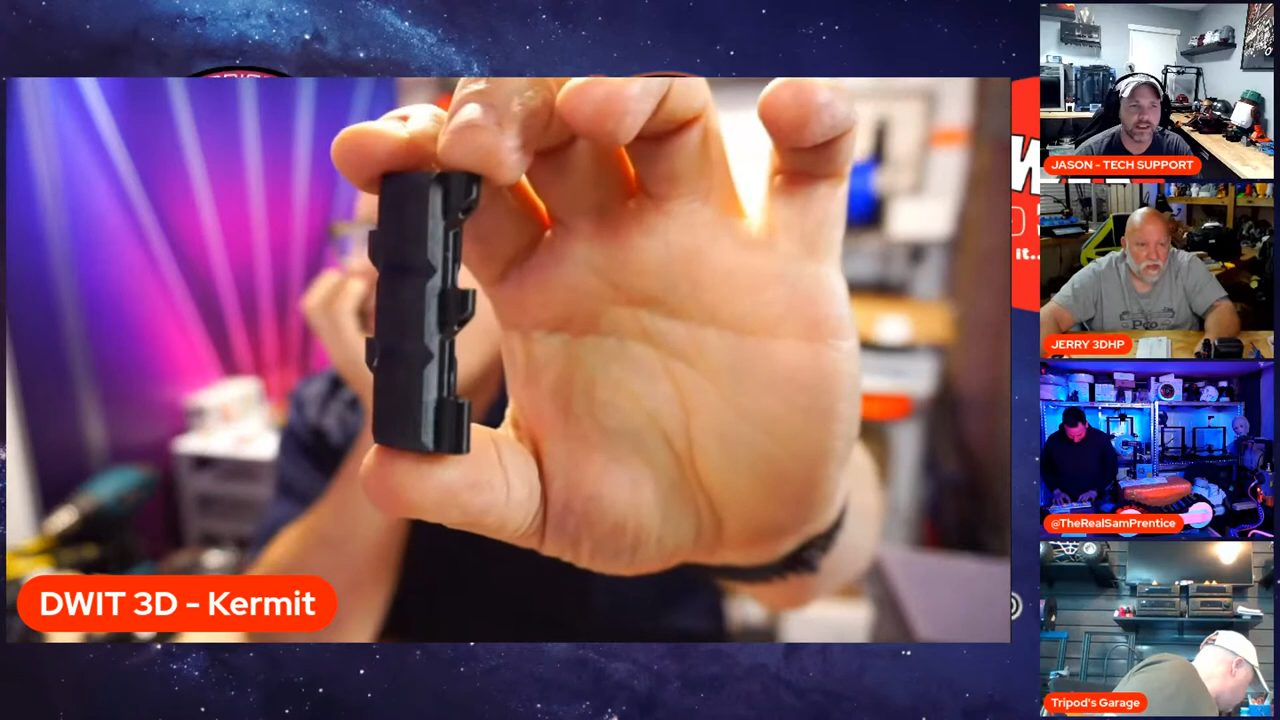 DWIT 3D - Kermit
it...
JASON - TECH SUPPORT
JERRY 3DHP
@TheRealSamPrentice
Tripod's Garage